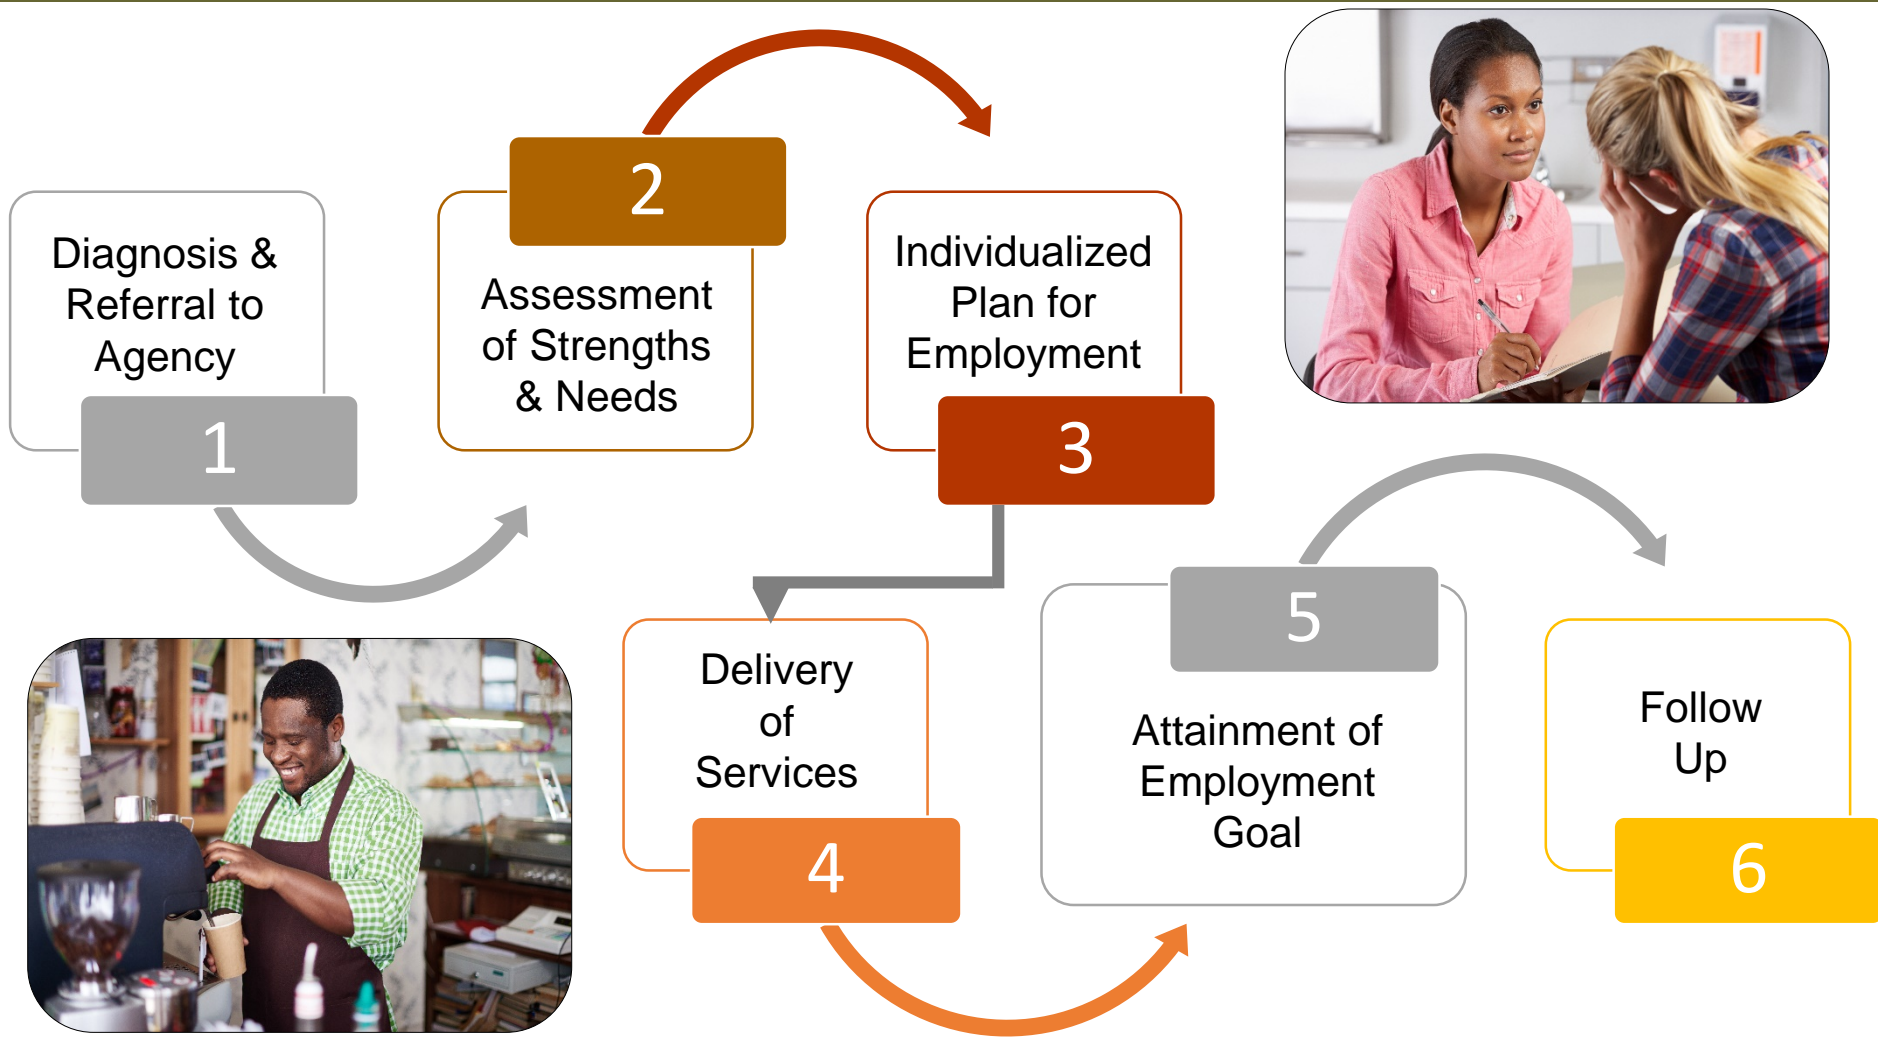 Diagnosis &
Referral to
Agency
1
2
Assessment
of Strengths
& Needs
Individualized
Plan for
Employment
3
Delivery
of
Services
4
5
Attainment of
Employment
Goal
Follow
Up
6